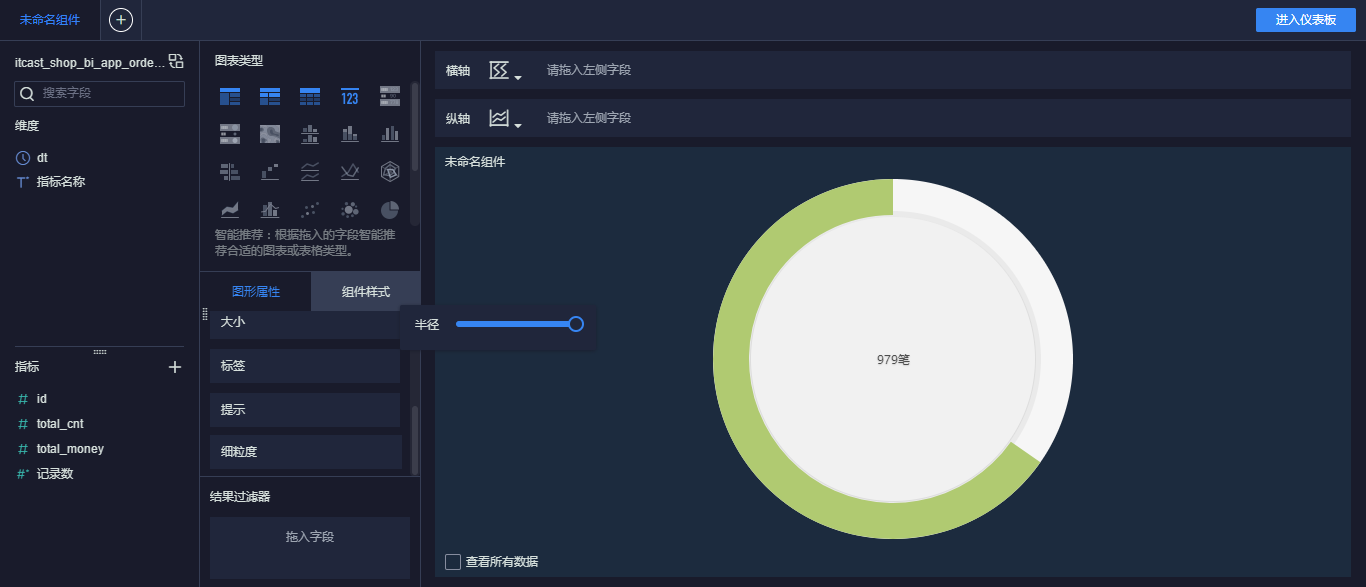 未命名组件
进入仪表板
itcast_shop_bi_app_orde...
搜索字段
维度
dt
T* 指标名称
指标
# id
# total_cnt
# total_money
#* 记录数
图表类型
123
智能推荐：根据拖入的字段智能推
荐合适的图表或表格类型。
图形属性
组件样式
大小
半径
标签
提示
细粒度
结果过滤器
拖入字段
横轴
请拖入左侧字段
纵轴
请拖入左侧字段
未命名组件
979笔
查看所有数据